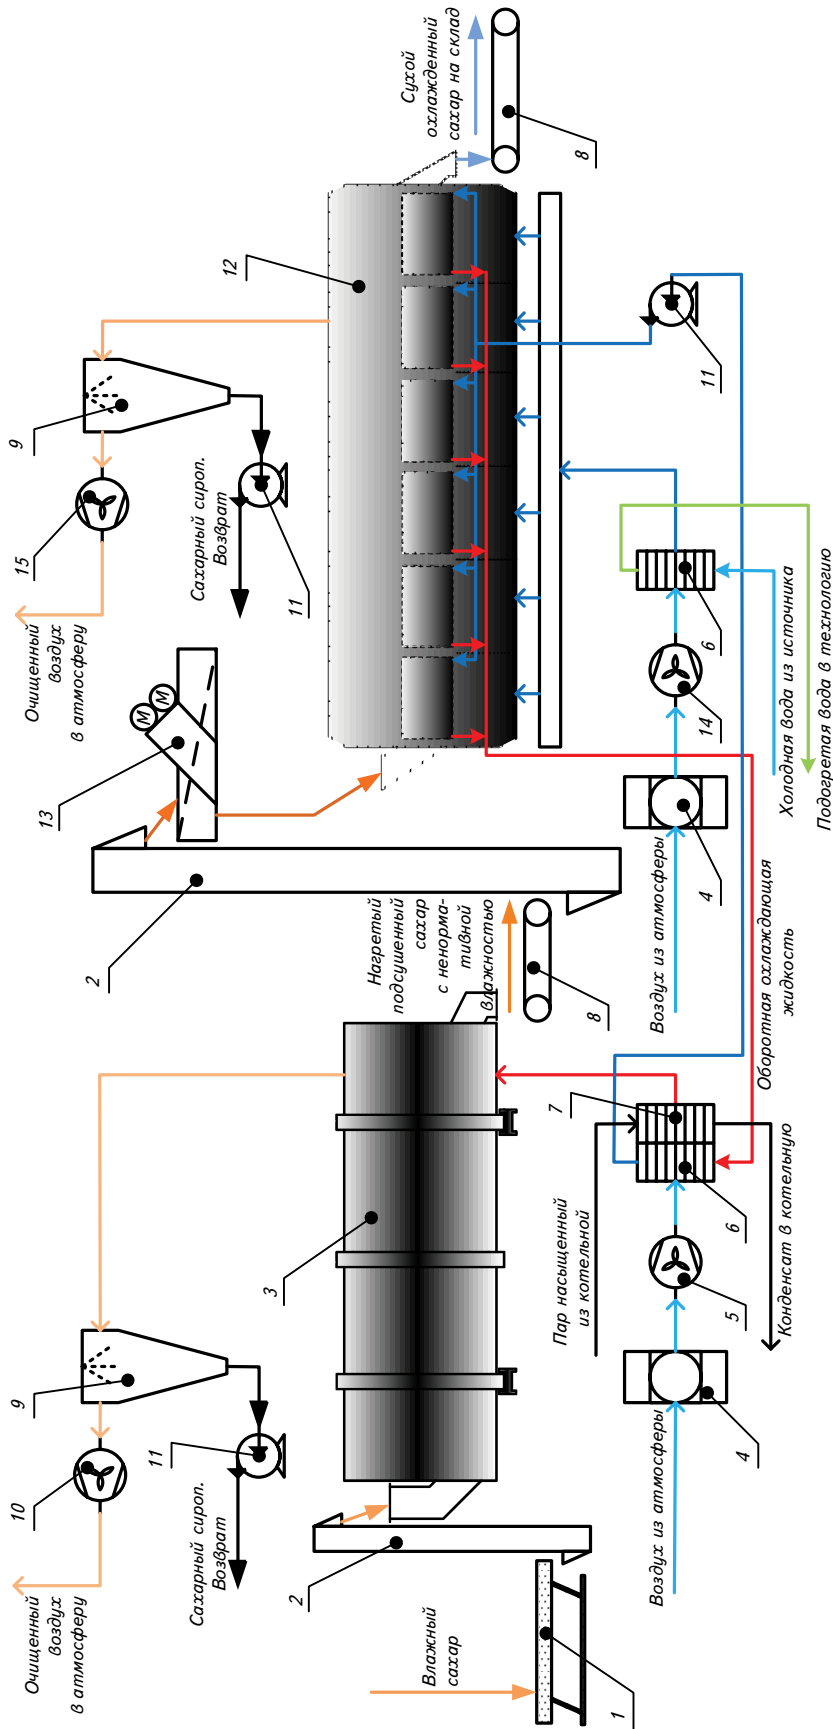 Очищенный
воздух
в атмосферу
10
9
Сахарный сироп.
Возврат
11
2
Влажный
сахар
1
3
2
13
M
M
Очищенный
воздух
в атмосферу
15
9
Сахарный сироп.
Возврат
11
12
Нагретый
подсушенный
сахар
с ненорма-
тивной
влажностью
8
Сухой
охлажденный
сахар на склад
8
Воздух из атмосферы
4
5
6
7
Пар насыщенный
из котельной
Конденсат в котельную
Воздух из атмосферы
4
14
6
11
Оборотная охлаждающая
жидкость
Холодная вода из источника
Подогретая вода в технологию